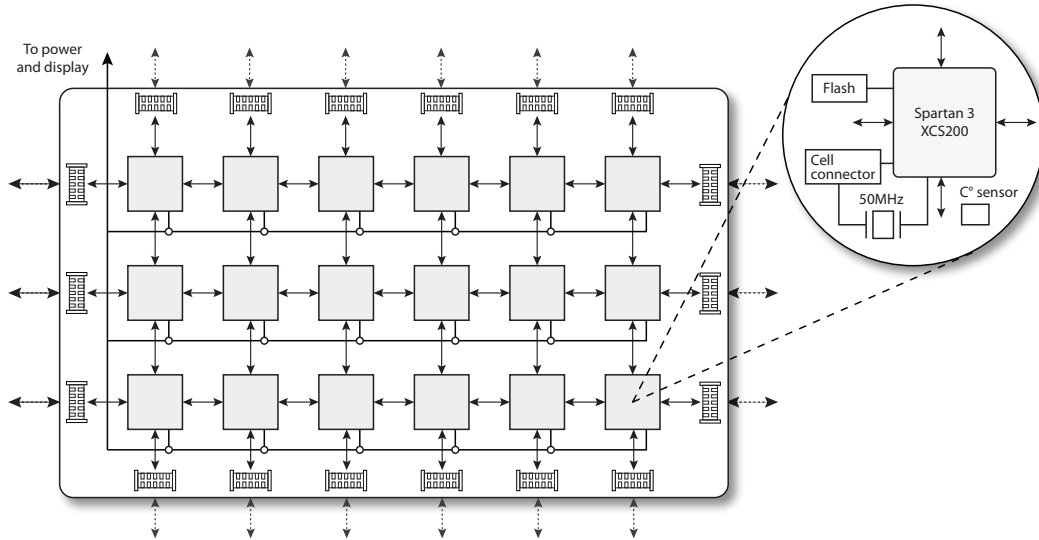 To power
and display
Flash
Spartan 3
XCS200
Cell
connector
50MHz
C° sensor